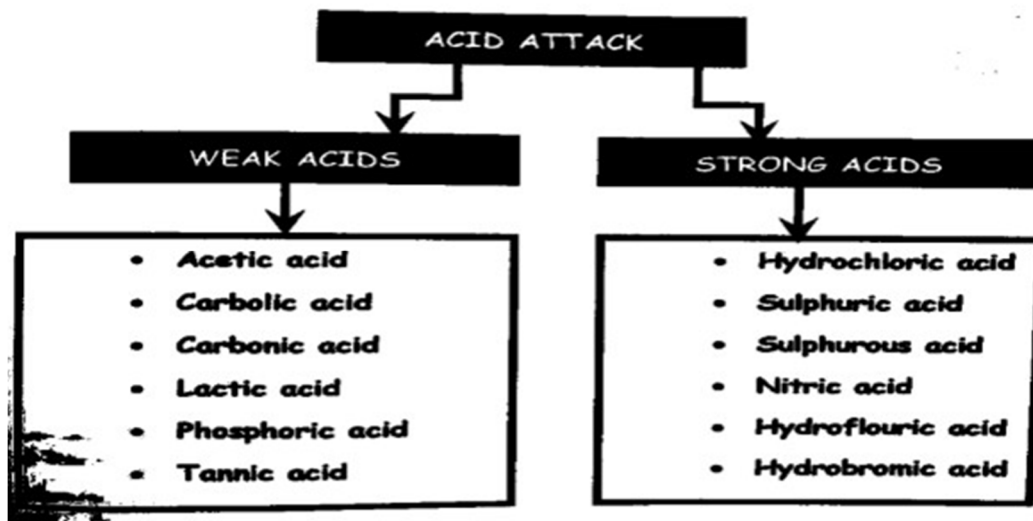 ACID ATTACK
WEAK ACIDS
STRONG ACIDS
• Acetic acid
• Carbolic acid
• Carbonic acid
• Lactic acid
• Phosphoric acid
• Tannic acid
• Hydrochloric acid
• Sulphuric acid
• Sulphurous acid
• Nitric acid
• Hydroflouric acid
• Hydrobromic acid